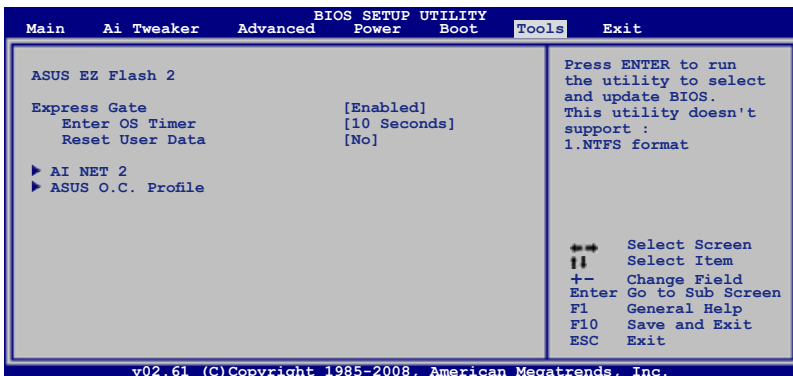 BIOS SETUP UTILITY
Main Ai Tweaker Advanced Power Boot Tools Exit
ASUS EZ Flash 2
Express Gate [Enabled]
Enter OS Timer [10 Seconds]
Reset User Data [No]
AI NET 2
ASUS O.C. Profile
Press ENTER to run
the utility to select
and update BIOS.
This utility doesn't
support :
1.NTFS format
Select Screen
Select Item
+- Change Field
Enter Go to Sub Screen
F1 General Help
F10 Save and Exit
ESC Exit
v02.61 (C)Copyright 1985-2008, American Megatrends, Inc.